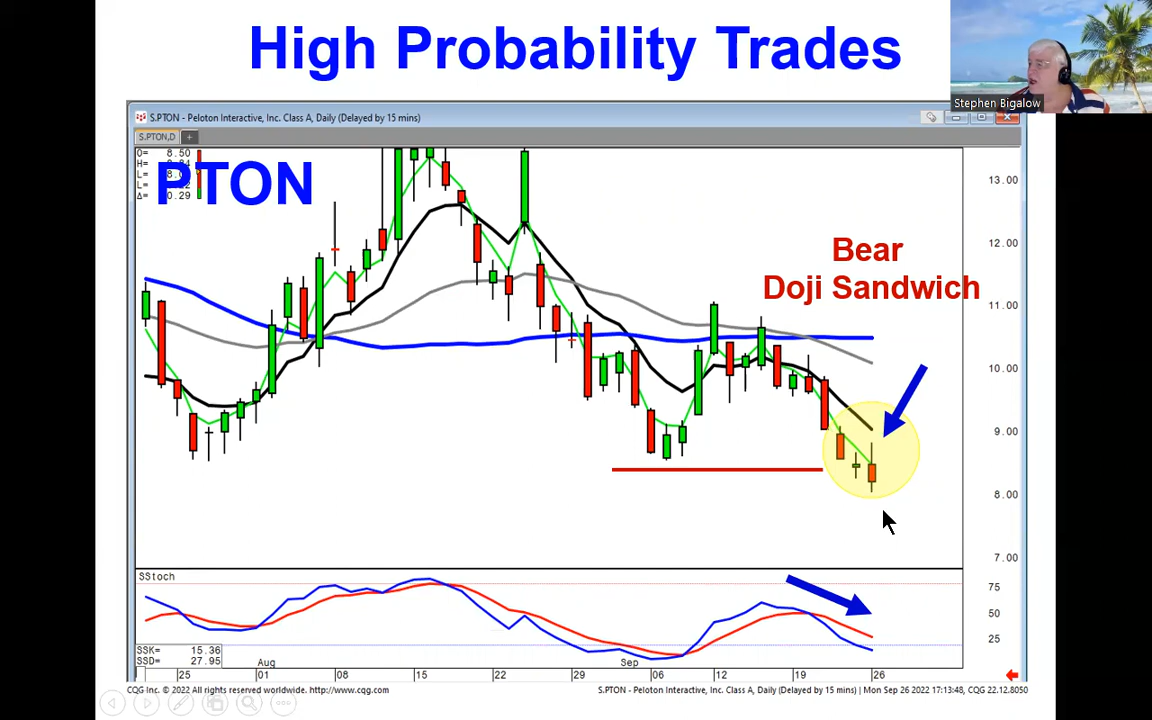 High Probability Trades
Stephen Bigalow
S.PTON - Peloton Interactive, Inc. Class A, Daily (Delayed by 15 mins)
S.PTON,D
+
O= 8.50
H=
L=
L=
Δ= 0.29
PTON
Bear
Doji Sandwich
13.00
12.00
11.00
10.00
9.00
8.00
7.00
SStoch
75
50
25
SSK= 15.36
SSD= 27.95
25 01 08 15 22 29 06 12 19 26
Aug Sep
CQG Inc. © 2022 All rights reserved worldwide. http://www.cqg.com
S.PTON - Peloton Interactive, Inc. Class A, Daily (Delayed by 15 mins) | Mon Sep 26 2022 17:13:48, CQG 22.12.8050